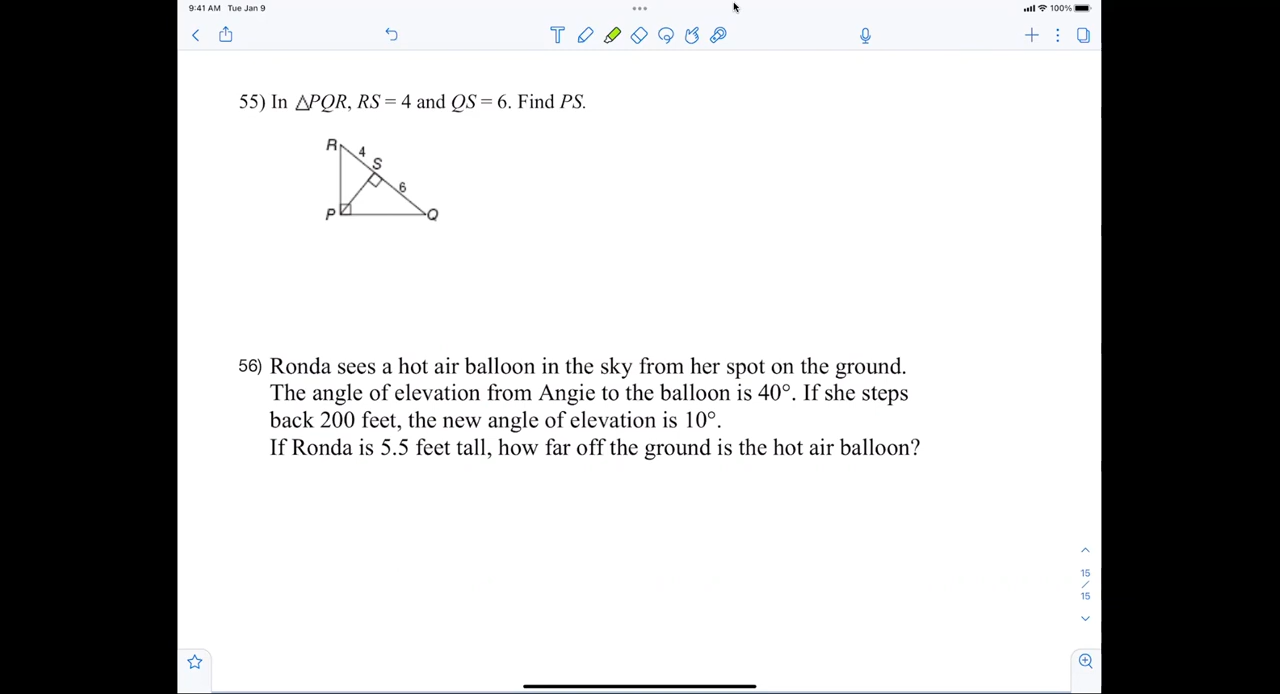 9:41 AM Tue Jan 9
100%
55) In △PQR, RS = 4 and QS = 6. Find PS.
R
4
S
6
P
Q
56) Ronda sees a hot air balloon in the sky from her spot on the ground.
The angle of elevation from Angie to the balloon is 40°. If she steps
back 200 feet, the new angle of elevation is 10°.
If Ronda is 5.5 feet tall, how far off the ground is the hot air balloon?
15
/
15